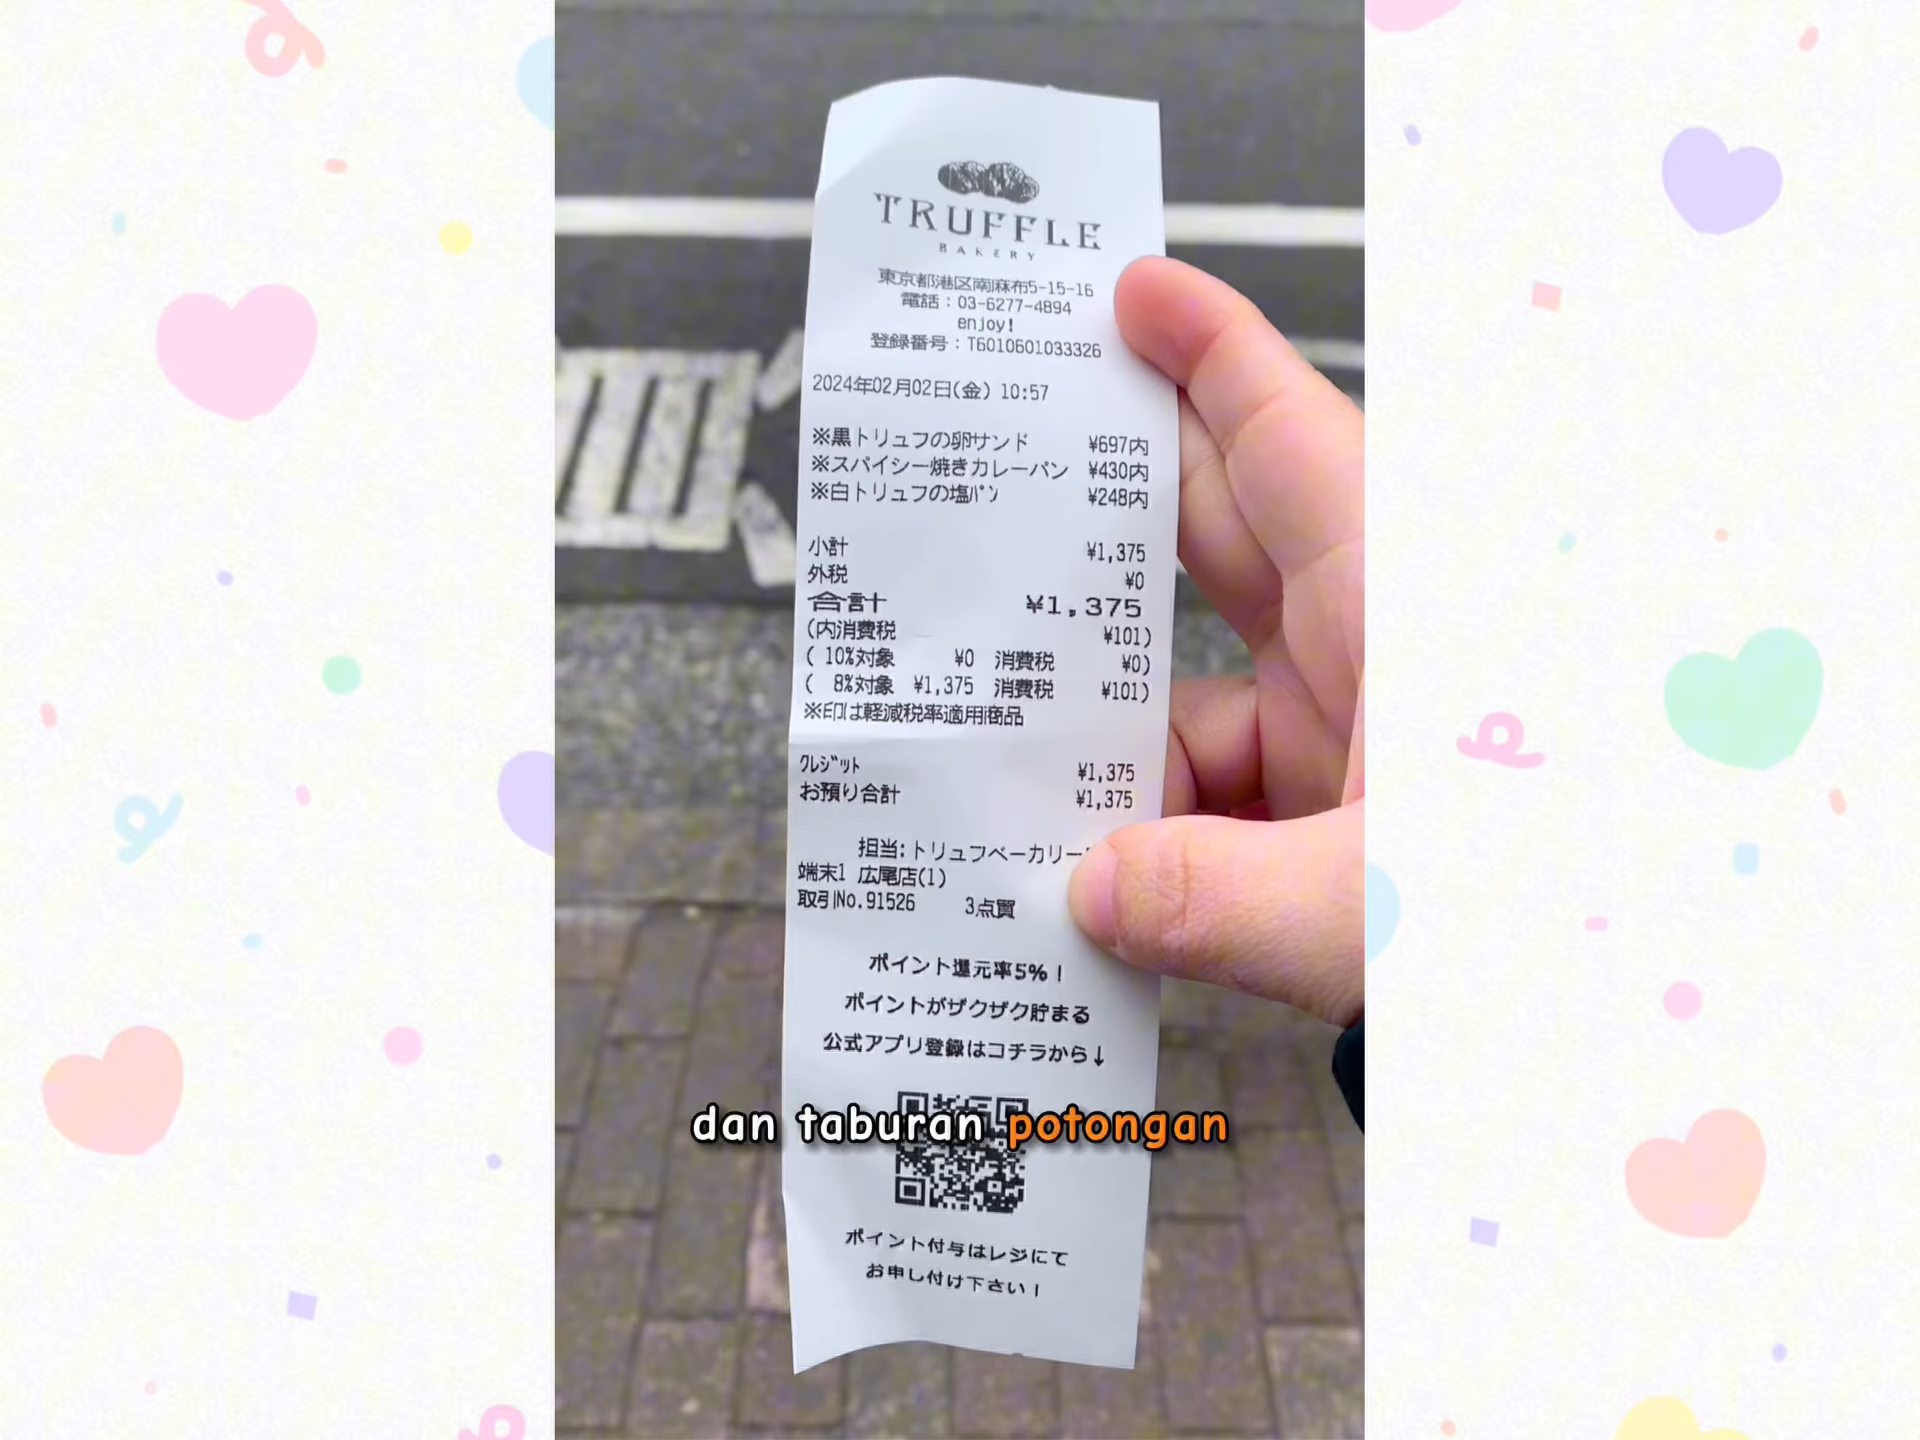 TRUFFLE
BAKERY
東京都港区南麻布5-15-16
電話：03-6277-4894
enjoy!
登録番号：T6010601033326
2024年02月02日(金) 10:57
※黒トリュフの卵サンド ¥697内
※スパイシー焼きカレーパン ¥430内
※白トリュフの塩ﾊﾟﾝ ¥248内
小計 ¥1,375
外税 ¥0
合計 ¥1,375
(内消費税 ¥101)
( 10%対象 ¥0 消費税 ¥0)
( 8%対象 ¥1,375 消費税 ¥101)
※印は軽減税率適用商品
ｸﾚｼﾞｯﾄ ¥1,375
お預り合計 ¥1,375
担当:トリュフベーカリー
端末1 広尾店(1)
取引No.91526 3点買
ポイント還元率5%！
ポイントがザクザク貯まる
公式アプリ登録はコチラから↓
dan taburan potongan
ポイント付与はレジにて
お申し付け下さい！